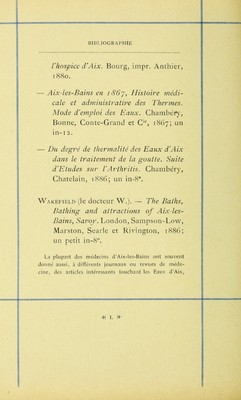 BIBLIOGRAPHIE
l'hospice d'Aix. Bourg, impr. Anthier,
1880.
— Aix-les-Bains en 1867, Histoire médi-
cale et administrative des Thermes.
Mode d'emploi des Eaux. Chambéry,
Bonne, Conte-Grand et Cie, 1867; un
in-12.
— Du degré de thermalité des Eaux d'Aix
dans le traitement de la goutte. Suite
d'Etudes sur l'Arthritis. Chambéry,
Chatelain, 1886; un in-8°.
WAKEFIELD (le docteur W.). — The Baths,
Bathing and attractions of Aix-les-
Bains, Savoy. London, Sampson-Low,
Marston, Searle et Rivington, 1886;
un petit in-8°.
LA plupart des médecins d'Aix-les-Bains ont souvent
donné aussi, à différents journaux ou revues de méde-
cine, des articles intéressants touchant les Eaux d'Aix,
L